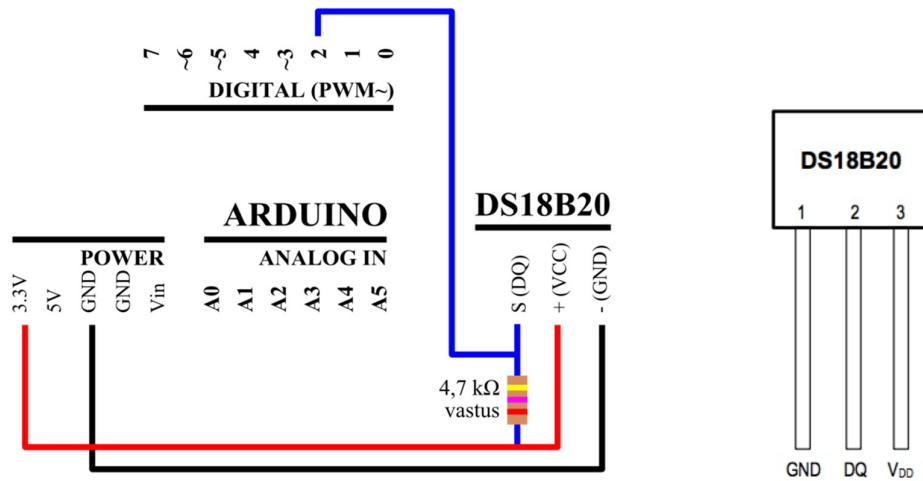 7 ~6 ~5 4 ~3 2 1 0
DIGITAL (PWM~)
ARDUINO
POWER
ANALOG IN
3.3V 5V GND GND Vin
A0 A1 A2 A3 A4 A5
DS18B20
S (DQ) + (VCC) - (GND)
4,7 kΩ
vastus
DS18B20
1 2 3
GND DQ VDD